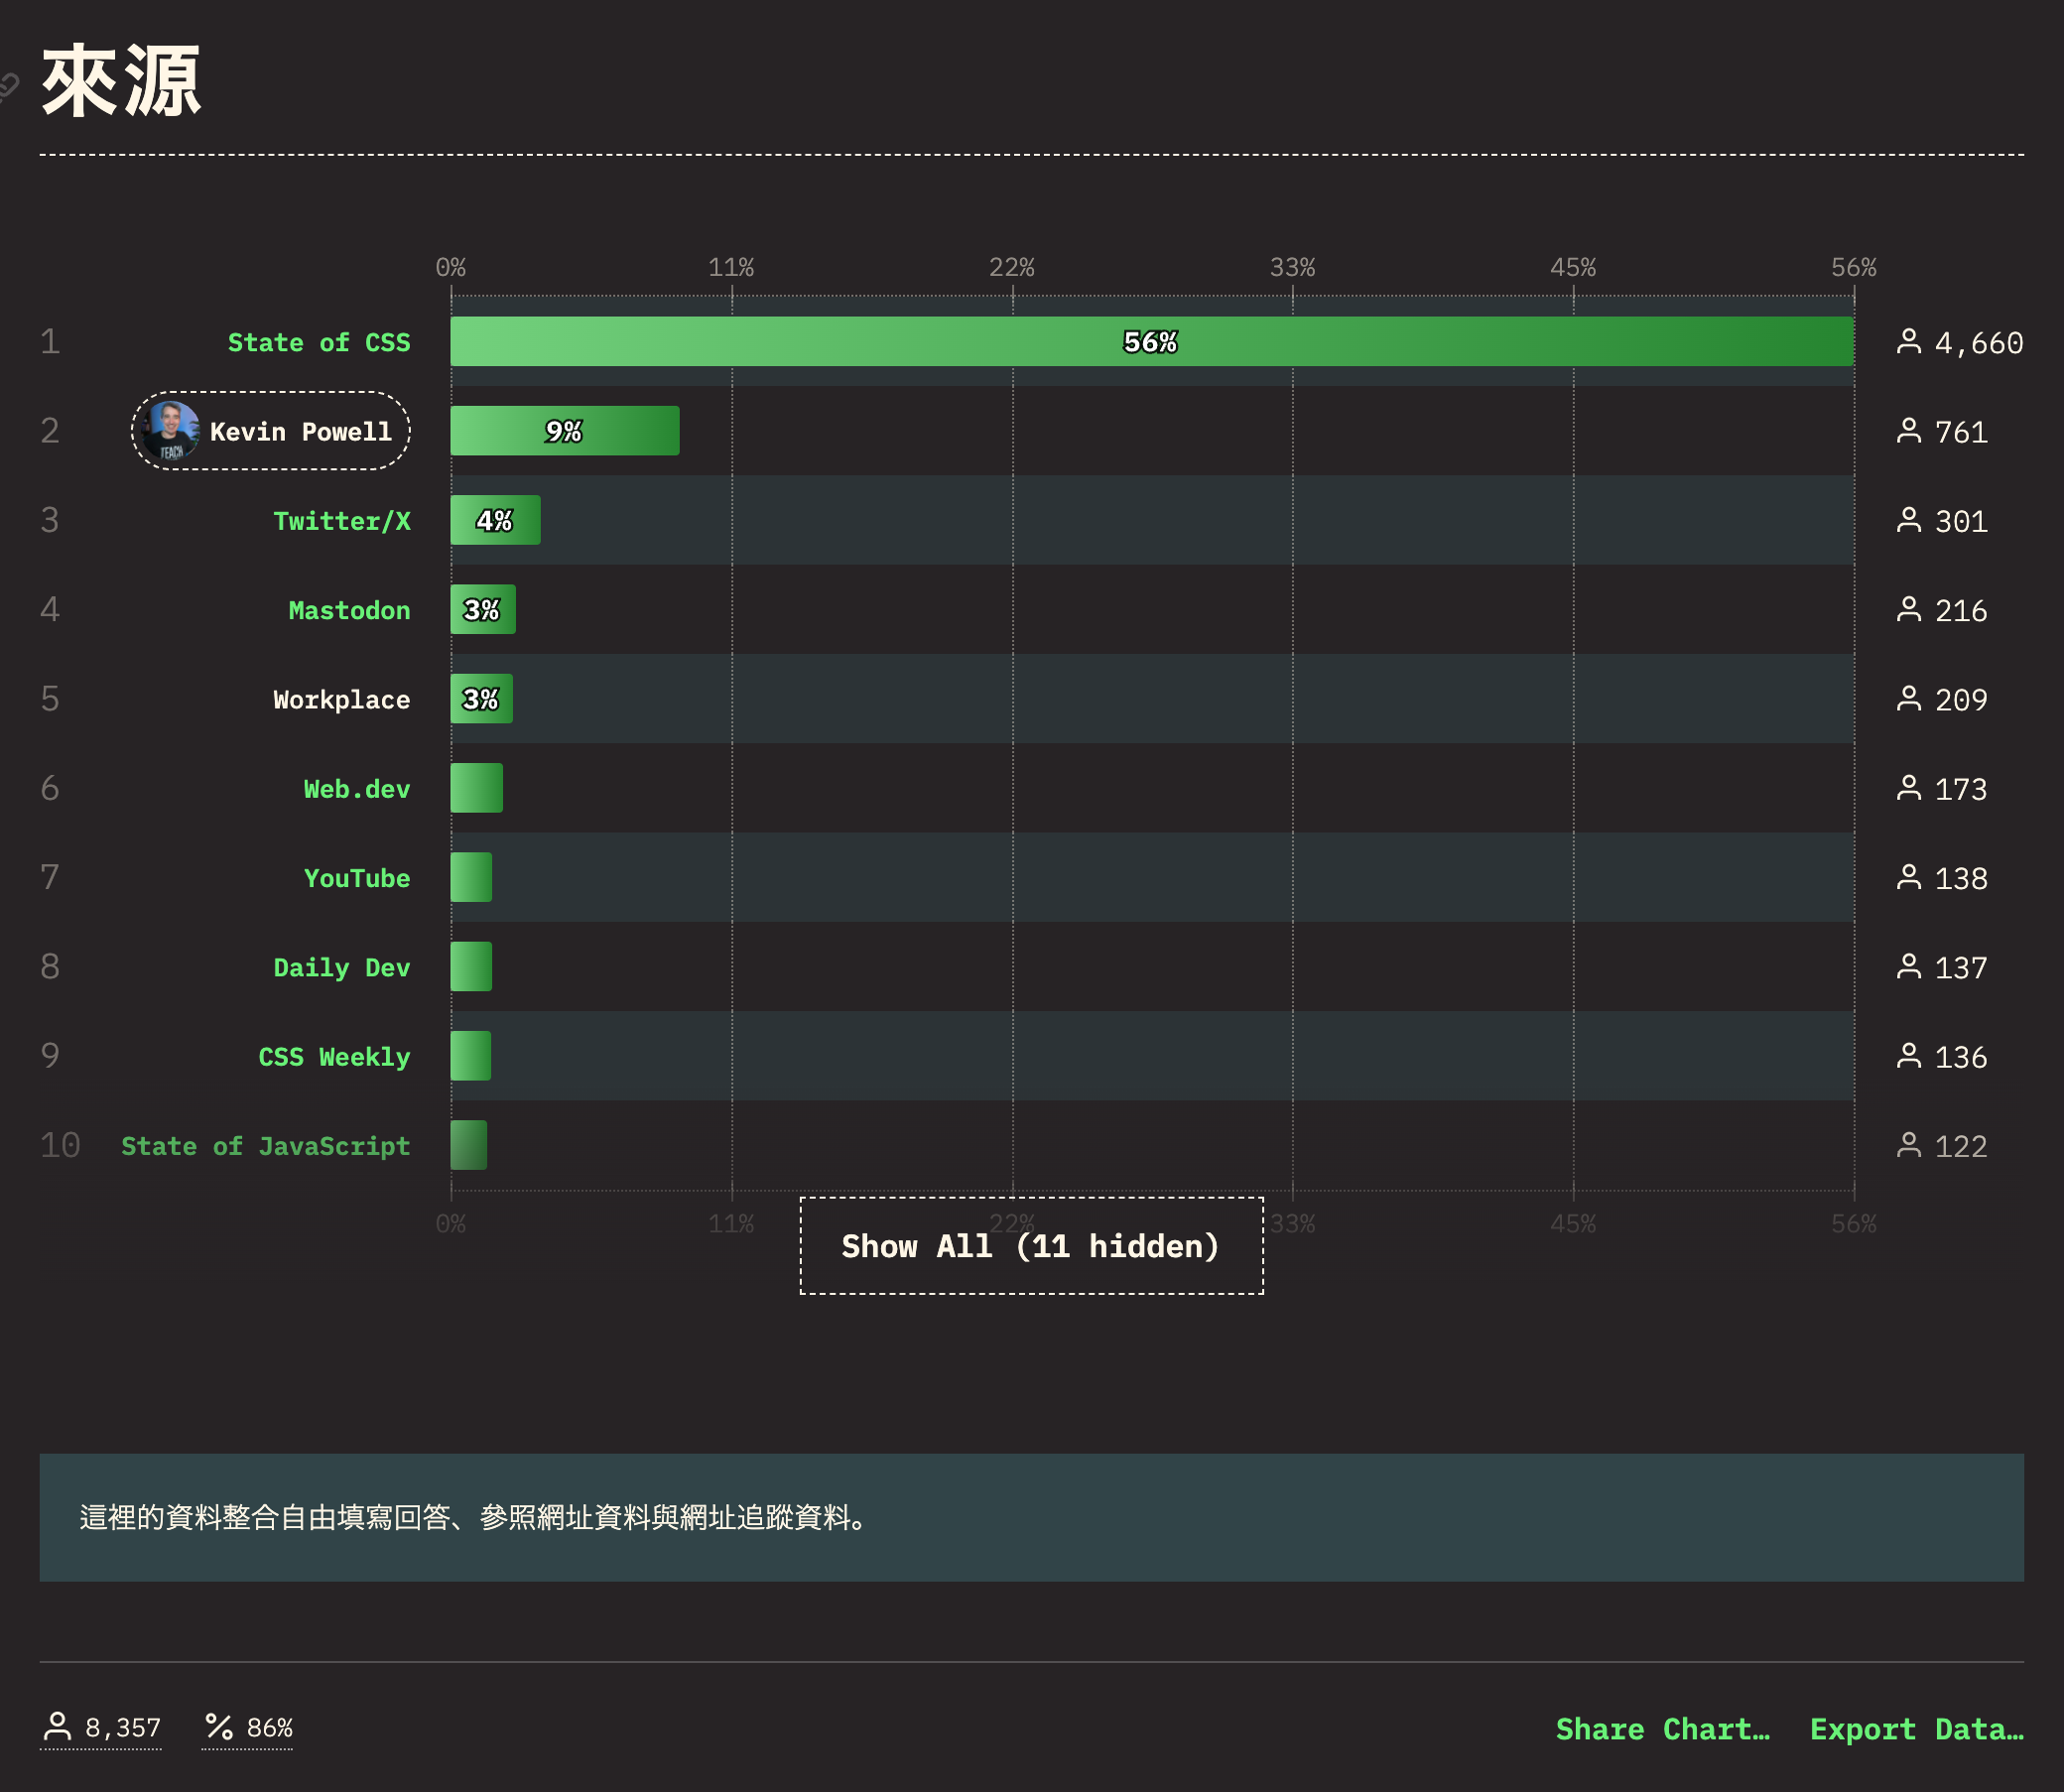 來源
0% 11% 22% 33% 45% 56%
1 State of CSS 56% 4,660
2 TEACH Kevin Powell 9% 761
3 Twitter/X 4% 301
4 Mastodon 3% 216
5 Workplace 3% 209
6 Web.dev 173
7 YouTube 138
8 Daily Dev 137
9 CSS Weekly 136
10 State of JavaScript 122
0% 11% 22% 33% 45% 56%
Show All (11 hidden)
這裡的資料整合自由填寫回答、參照網址資料與網址追蹤資料。
8,357 % 86% Share Chart… Export Data…